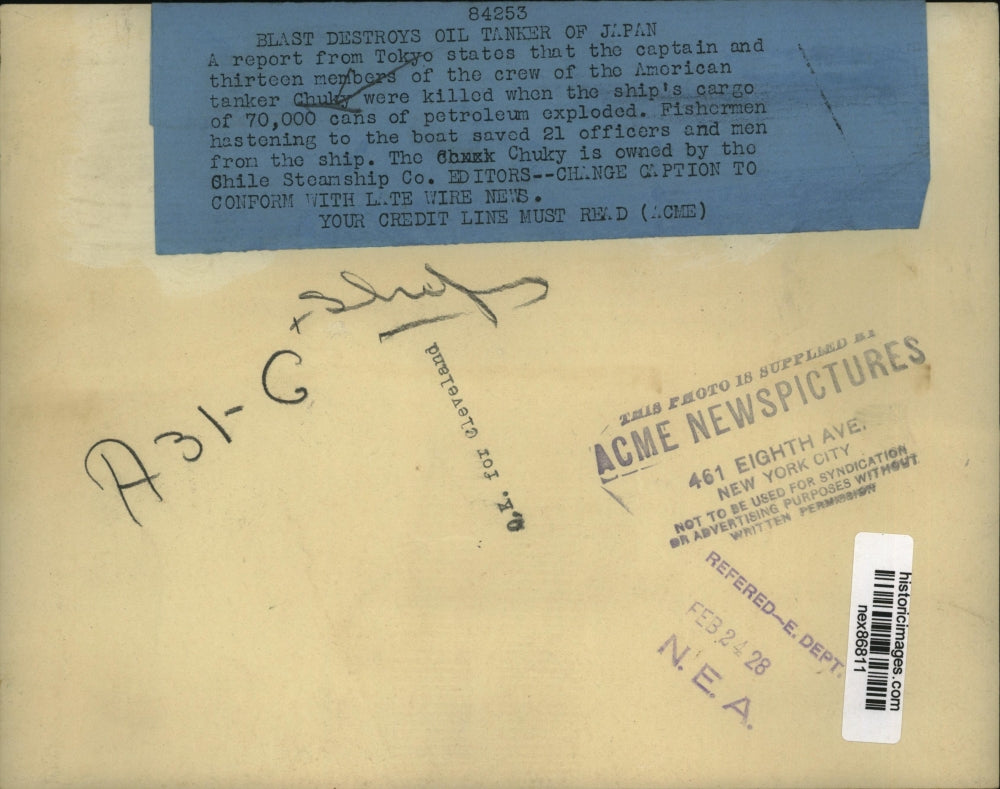 84253
BLAST DESTROYS OIL TANKER OF JAPAN
A report from Tokyo states that the captain and
thirteen members of the crew of the American
tanker Chuky were killed when the ship's cargo
of 70,000 cans of petroleum exploded. Fishermen
hastening to the boat saved 21 officers and men
from the ship. The Chuky is owned by the
Chile Steamship Co. EDITORS--CHANGE CAPTION TO
CONFORM WITH LATE WIRE NEWS.
YOUR CREDIT LINE MUST READ (ACME)
Ships
A31-G
O.K. for Cleveland
THIS PHOTO IS SUPPLIED BY
ACME NEWSPICTURES
461 EIGHTH AVE.
NEW YORK CITY
NOT TO BE USED FOR SYNDICATION
OR ADVERTISING PURPOSES WITHOUT
WRITTEN PERMISSION
REFERED-E. DEPT.
FEB 24 28
N. E. A.
historicimages.com
nex86811